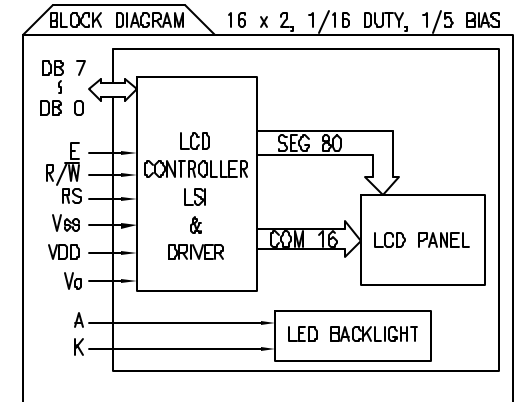 BLOCK DIAGRAM
16 x 2, 1/16 DUTY, 1/5 BIAS
DB 7
DB 0
E
R/W̅
RS
Vss
VDD
Vo
A
K
LCD
CONTROLLER
LSI
&
DRIVER
SEG 80
COM 16
LCD PANEL
LED BACKLIGHT